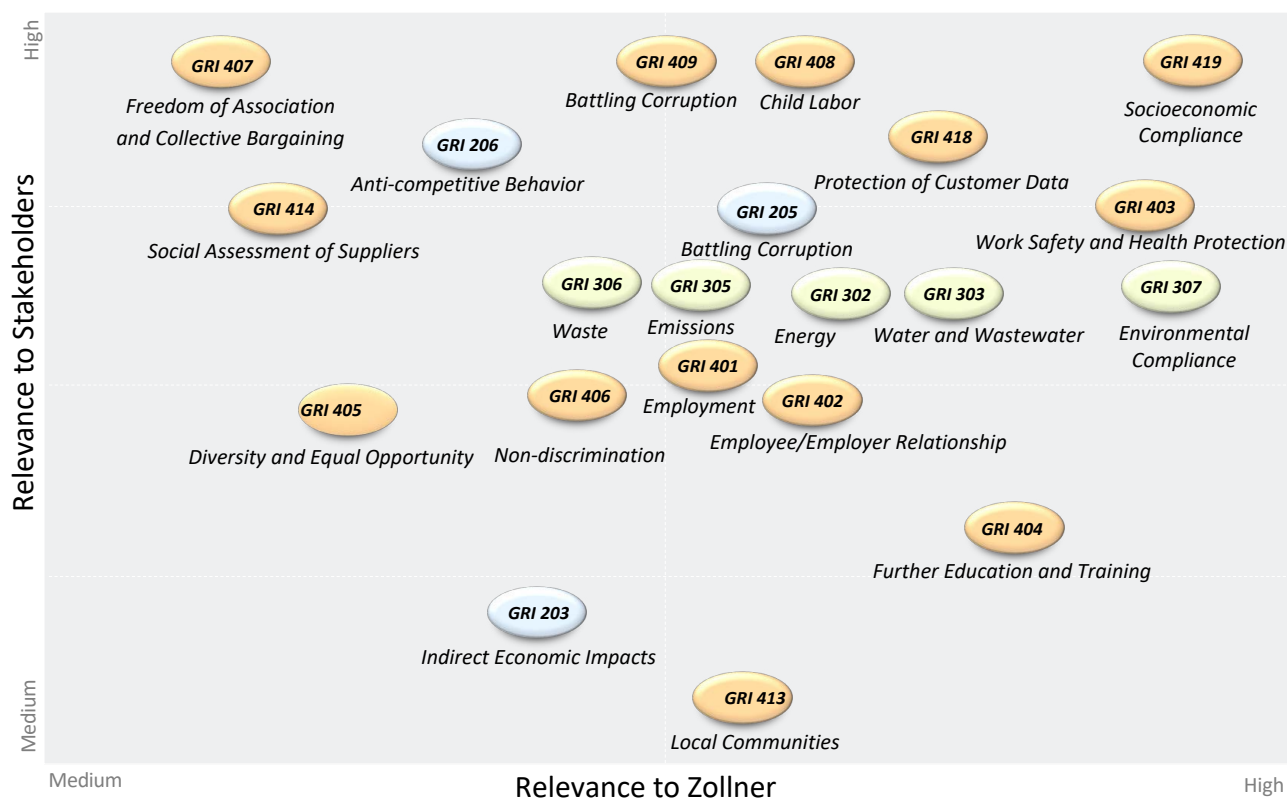 High
GRI 407
GRI 409
GRI 408
GRI 419
Freedom of Association
and Collective Bargaining
Battling Corruption
Child Labor
Socioeconomic
Compliance
GRI 206
Anti-competitive Behavior
GRI 418
Protection of Customer Data
GRI 414
Social Assessment of Suppliers
GRI 205
Battling Corruption
GRI 403
Work Safety and Health Protection
GRI 306
Waste
GRI 305
Emissions
GRI 302
Energy
GRI 303
Water and Wastewater
GRI 307
Environmental
Compliance
GRI 401
Employment
GRI 405
Diversity and Equal Opportunity
GRI 406
Non-discrimination
GRI 402
Employee/Employer Relationship
GRI 404
Further Education and Training
GRI 203
Indirect Economic Impacts
GRI 413
Local Communities
Relevance to Stakeholders
Medium
Medium
Relevance to Zollner
High